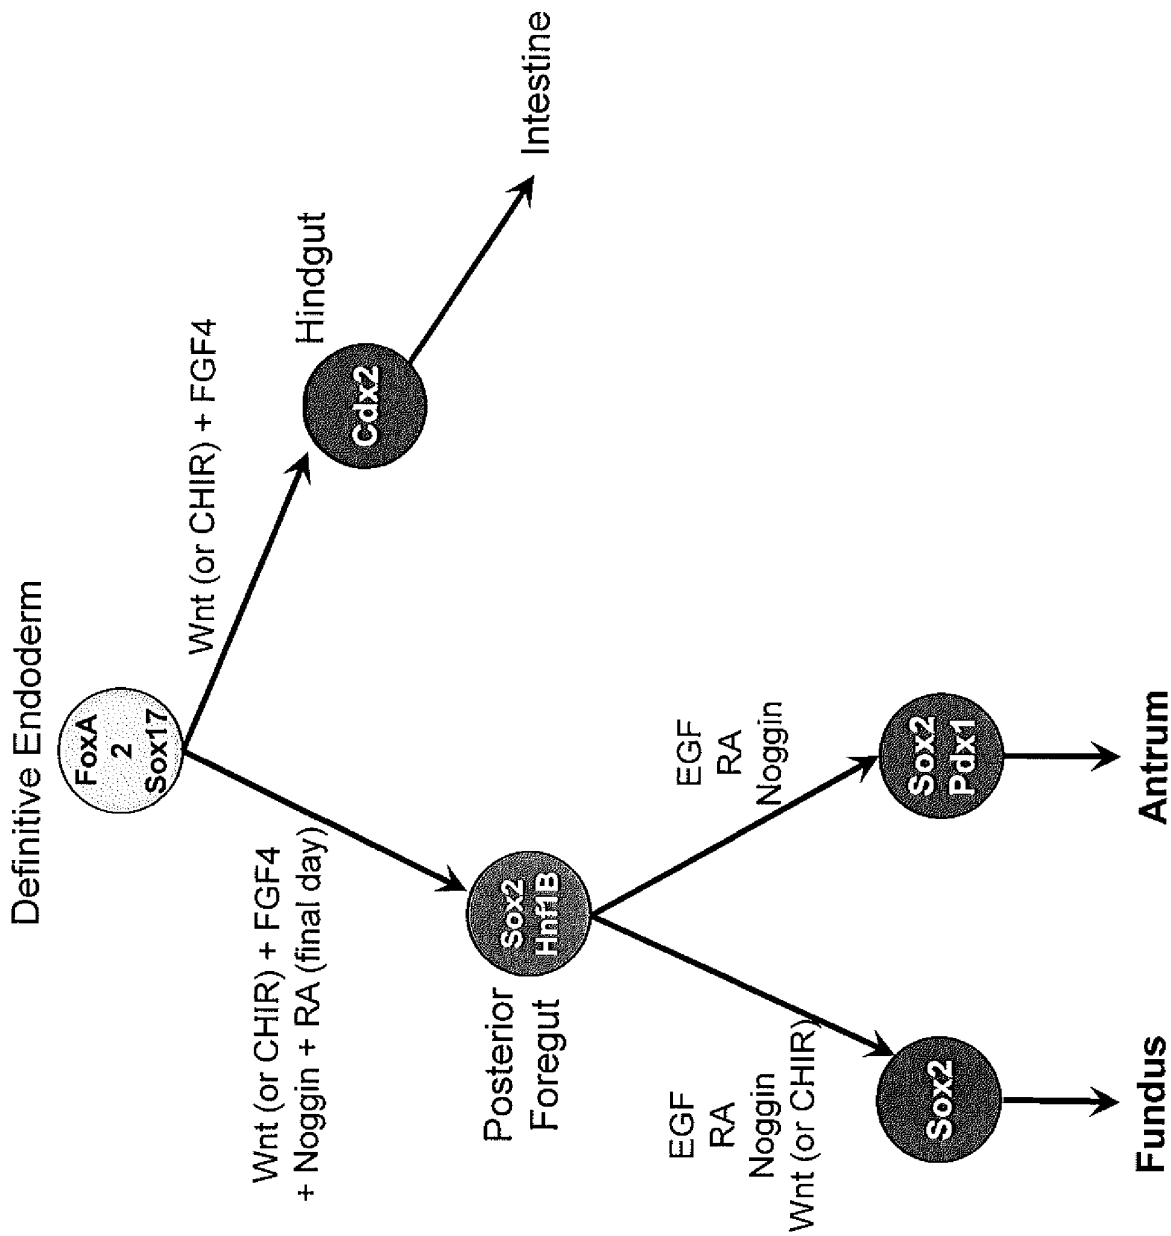 Definitive Endoderm
FoxA
2
Sox17
Wnt (or CHIR) + FGF4
+ Noggin + RA (final day)
Wnt (or CHIR) + FGF4
Hindgut
Cdx2
Intestine
Posterior
Foregut
Sox2
Hnf1B
EGF
RA
Noggin
Wnt (or CHIR)
EGF
RA
Noggin
Sox2
Sox2
Pdx1
Fundus
Antrum